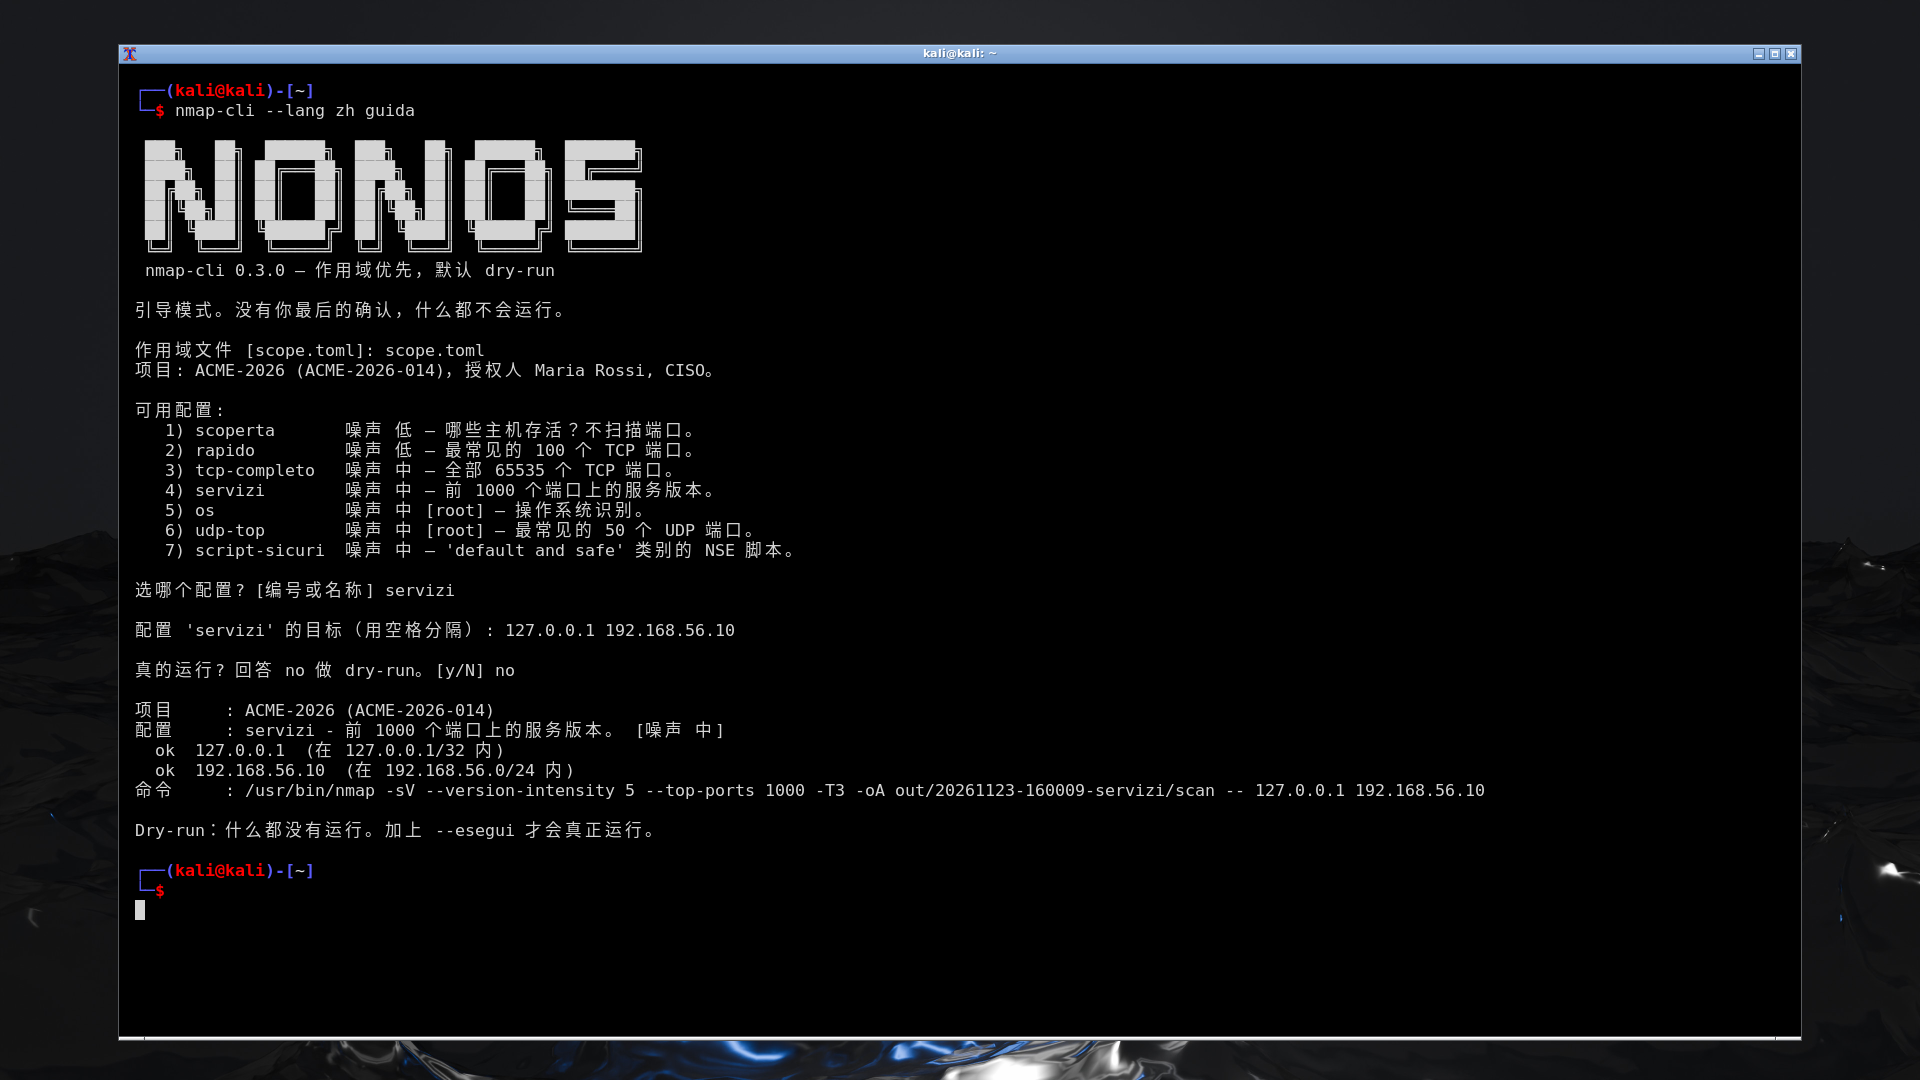 kali@kali: ~
┌──(kali@kali)-[~]
└─$ nmap-cli --lang zh guida
NONOS
nmap-cli 0.3.0 — 作用域优先，默认 dry-run
引导模式。没有你最后的确认，什么都不会运行。
作用域文件 [scope.toml]: scope.toml
项目: ACME-2026 (ACME-2026-014)，授权人 Maria Rossi, CISO。
可用配置:
1) scoperta 噪声 低 — 哪些主机存活？不扫描端口。
2) rapido 噪声 低 — 最常见的 100 个 TCP 端口。
3) tcp-completo 噪声 中 — 全部 65535 个 TCP 端口。
4) servizi 噪声 中 — 前 1000 个端口上的服务版本。
5) os 噪声 中 [root] — 操作系统识别。
6) udp-top 噪声 中 [root] — 最常见的 50 个 UDP 端口。
7) script-sicuri 噪声 中 — 'default and safe' 类别的 NSE 脚本。
选哪个配置? [编号或名称] servizi
配置 'servizi' 的目标（用空格分隔）: 127.0.0.1 192.168.56.10
真的运行? 回答 no 做 dry-run。[y/N] no
项目 : ACME-2026 (ACME-2026-014)
配置 : servizi - 前 1000 个端口上的服务版本。 [噪声 中]
ok 127.0.0.1 (在 127.0.0.1/32 内)
ok 192.168.56.10 (在 192.168.56.0/24 内)
命令 : /usr/bin/nmap -sV --version-intensity 5 --top-ports 1000 -T3 -oA out/20261123-160009-servizi/scan -- 127.0.0.1 192.168.56.10
Dry-run：什么都没有运行。加上 --esegui 才会真正运行。
┌──(kali@kali)-[~]
└─$